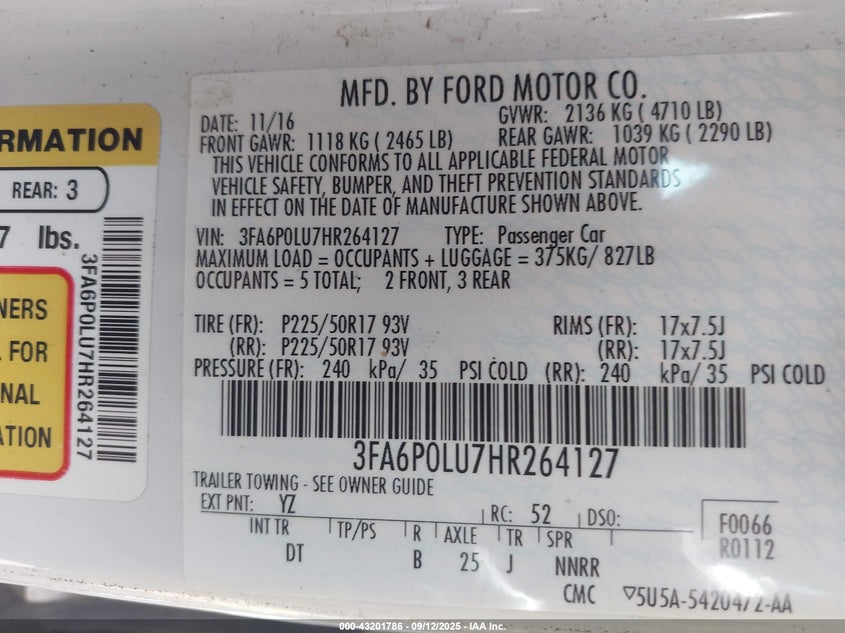 MFD. BY FORD MOTOR CO.
DATE: 11/16 GVWR: 2136 KG ( 4710 LB)
FRONT GAWR: 1118 KG ( 2465 LB) REAR GAWR: 1039 KG ( 2290 LB)
THIS VEHICLE CONFORMS TO ALL APPLICABLE FEDERAL MOTOR
VEHICLE SAFETY, BUMPER, AND THEFT PREVENTION STANDARDS
IN EFFECT ON THE DATE OF MANUFACTURE SHOWN ABOVE.
VIN: 3FA6P0LU7HR264127 TYPE: Passenger Car
MAXIMUM LOAD = OCCUPANTS + LUGGAGE = 375KG/ 827LB
OCCUPANTS = 5 TOTAL; 2 FRONT, 3 REAR
TIRE (FR): P225/50R17 93V RIMS (FR): 17x7.5J
(RR): P225/50R17 93V (RR): 17x7.5J
PRESSURE (FR): 240 kPa/ 35 PSI COLD (RR): 240 kPa/ 35 PSI COLD
3FA6P0LU7HR264127
TRAILER TOWING - SEE OWNER GUIDE
EXT PNT: YZ RC: 52 DSO:
INT TR TP/PS R AXLE TR SPR
DT B 25 J NNRR
F0066
R0112
CMC ▽5U5A-5420472-AA
RMATION
REAR: 3
7 lbs.
3FA6P0LU7HR264127
NERS
L FOR
NAL
ATION
000-43201786 - 09/12/2025 - IAA Inc.